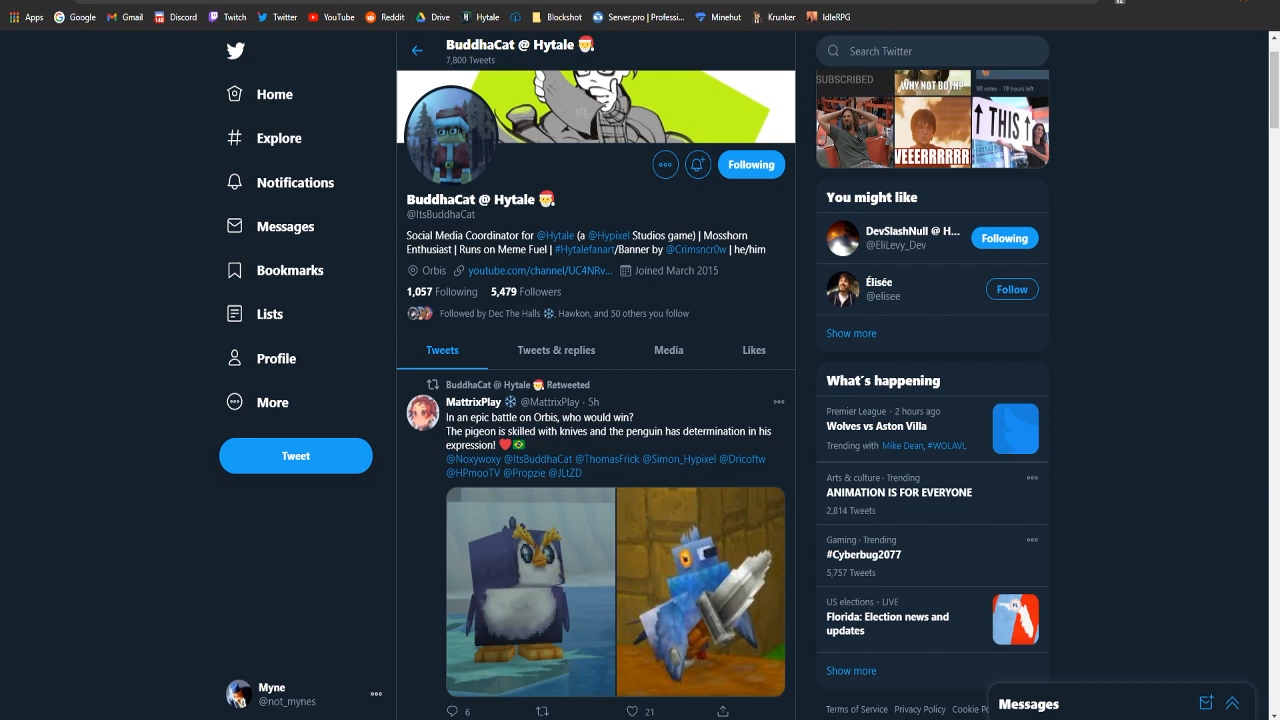 Apps
Google
Gmail
Discord
Twitch
Twitter
YouTube
Reddit
Drive
Hytale
Blockshot
Server.pro | Professi...
Minehut
Krunker
IdleRPG
BuddhaCat @ Hytale
7,800 Tweets
Home
Explore
Notifications
Messages
Bookmarks
Lists
Profile
More
Tweet
Myne
@not_mynes
Following
BuddhaCat @ Hytale
@ItsBuddhaCat
Social Media Coordinator for @Hytale (a @Hypixel Studios game) | Mosshorn
Enthusiast | Runs on Meme Fuel | #Hytalefanart/Banner by @Crimsncr0w | he/him
Orbis youtube.com/channel/UC4NRv... Joined March 2015
1,057 Following 5,479 Followers
Followed by Dec The Halls ❄️, Hawkon, and 50 others you follow
Tweets Tweets & replies Media Likes
BuddhaCat @ Hytale Retweeted
MattrixPlay ❄️ @MattrixPlay · 5h
In an epic battle on Orbis, who would win?
The pigeon is skilled with knives and the penguin has determination in his
expression! ❤️🇧🇷
@Noxywoxy @ItsBuddhaCat @ThomasFrick @Simon_Hypixel @Dricoftw
@HPmooTV @Propzie @JLtZD
6 21
Search Twitter
SUBSCRIBED
WHY NOT BOTH?
90 votes · 19 hours left
VEEERRRRRR
THIS
You might like
DevSlashNull @ H...
@EliLevy_Dev
Following
Élisée
@elisee
Follow
Show more
What's happening
Premier League · 2 hours ago
Wolves vs Aston Villa
Trending with Mike Dean, #WOLAVL
Arts & culture · Trending
ANIMATION IS FOR EVERYONE
2,814 Tweets
Gaming · Trending
#Cyberbug2077
5,757 Tweets
US elections · LIVE
Florida: Election news and
updates
Show more
Terms of Service Privacy Policy Cookie
Messages